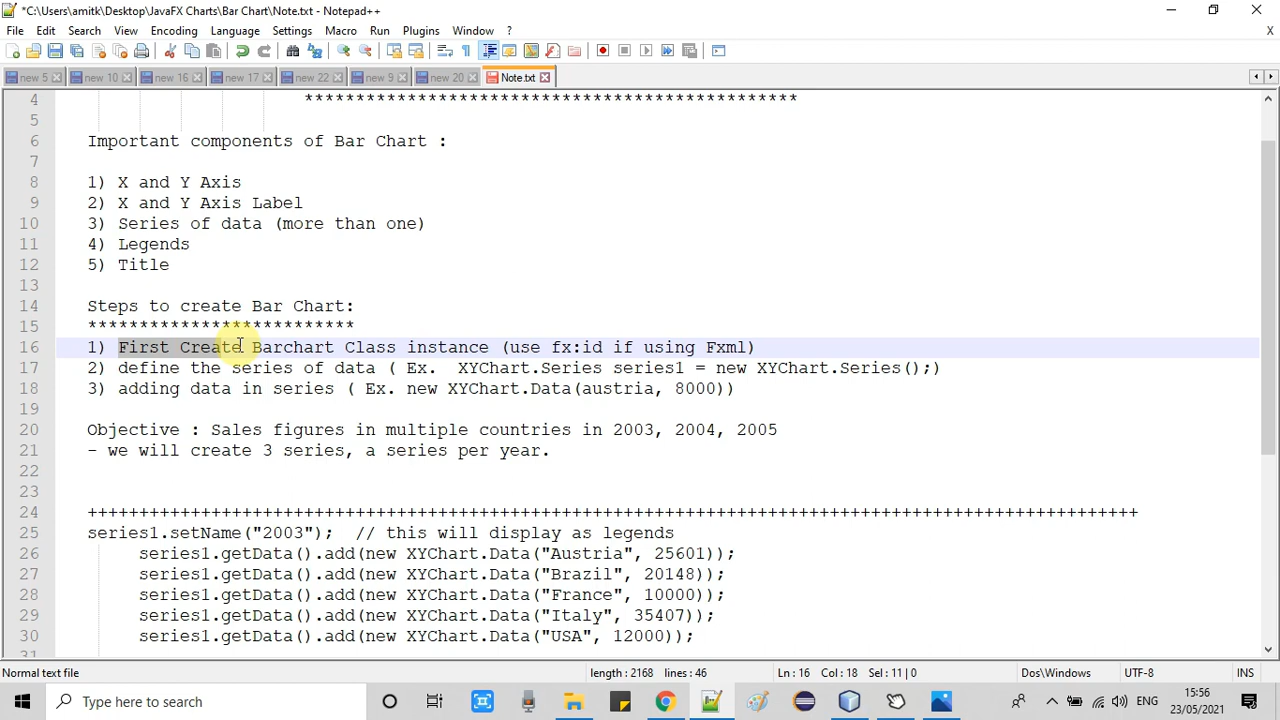 *C:\Users\amitk\Desktop\JavaFX Charts\Bar Chart\Note.txt - Notepad++
File Edit Search View Encoding Language Settings Macro Run Plugins Window ?
X
new 5 new 10 new 16 new 17 new 22 new 9 new 20 Note.txt
4 ************************************************
5
6 Important components of Bar Chart :
7
8 1) X and Y Axis
9 2) X and Y Axis Label
10 3) Series of data (more than one)
11 4) Legends
12 5) Title
13
14 Steps to create Bar Chart:
15 **************************
16 1) First Create Barchart Class instance (use fx:id if using Fxml)
17 2) define the series of data ( Ex.  XYChart.Series series1 = new XYChart.Series();)
18 3) adding data in series ( Ex. new XYChart.Data(austria, 8000))
19
20 Objective : Sales figures in multiple countries in 2003, 2004, 2005
21 - we will create 3 series, a series per year.
22
23
24 ++++++++++++++++++++++++++++++++++++++++++++++++++++++++++++++++++++++++++++++++++++++++++++++++++++++
25 series1.setName("2003");  // this will display as legends
26 series1.getData().add(new XYChart.Data("Austria", 25601));
27 series1.getData().add(new XYChart.Data("Brazil", 20148));
28 series1.getData().add(new XYChart.Data("France", 10000));
29 series1.getData().add(new XYChart.Data("Italy", 35407));
30 series1.getData().add(new XYChart.Data("USA", 12000));
31
Normal text file length : 2168 lines : 46 Ln : 16 Col : 18 Sel : 11 | 0 Dos\Windows UTF-8 INS
Type here to search ENG 15:56
23/05/2021